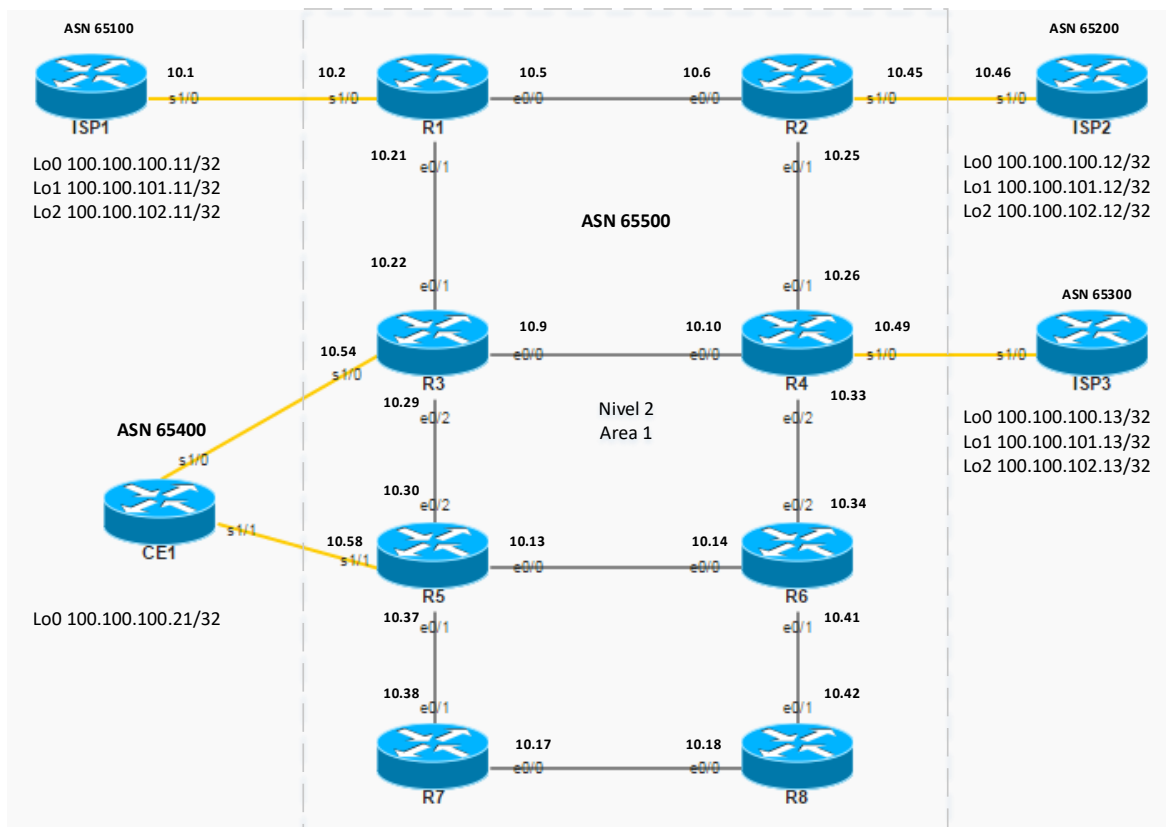 ASN 65100
ASN 65200
10.1
10.2
10.5
10.6
10.45
10.46
s1/0
s1/0
e0/0
e0/0
s1/0
s1/0
ISP1
R1
R2
ISP2
10.21
10.25
e0/1
e0/1
Lo0 100.100.100.11/32
Lo1 100.100.101.11/32
Lo2 100.100.102.11/32
Lo0 100.100.100.12/32
Lo1 100.100.101.12/32
Lo2 100.100.102.12/32
ASN 65500
10.22
10.26
e0/1
e0/1
ASN 65300
10.9
10.10
10.49
10.54
e0/0
e0/0
s1/0
s1/0
s1/0
R3
R4
ISP3
10.29
10.33
e0/2
e0/2
Nivel 2
Area 1
Lo0 100.100.100.13/32
Lo1 100.100.101.13/32
Lo2 100.100.102.13/32
ASN 65400
s1/0
10.30
10.34
e0/2
e0/2
s1/1
10.58
10.13
10.14
CE1
s1/1
e0/0
e0/0
R5
R6
Lo0 100.100.100.21/32
10.37
10.41
e0/1
e0/1
10.38
10.42
e0/1
e0/1
10.17
10.18
e0/0
e0/0
R7
R8